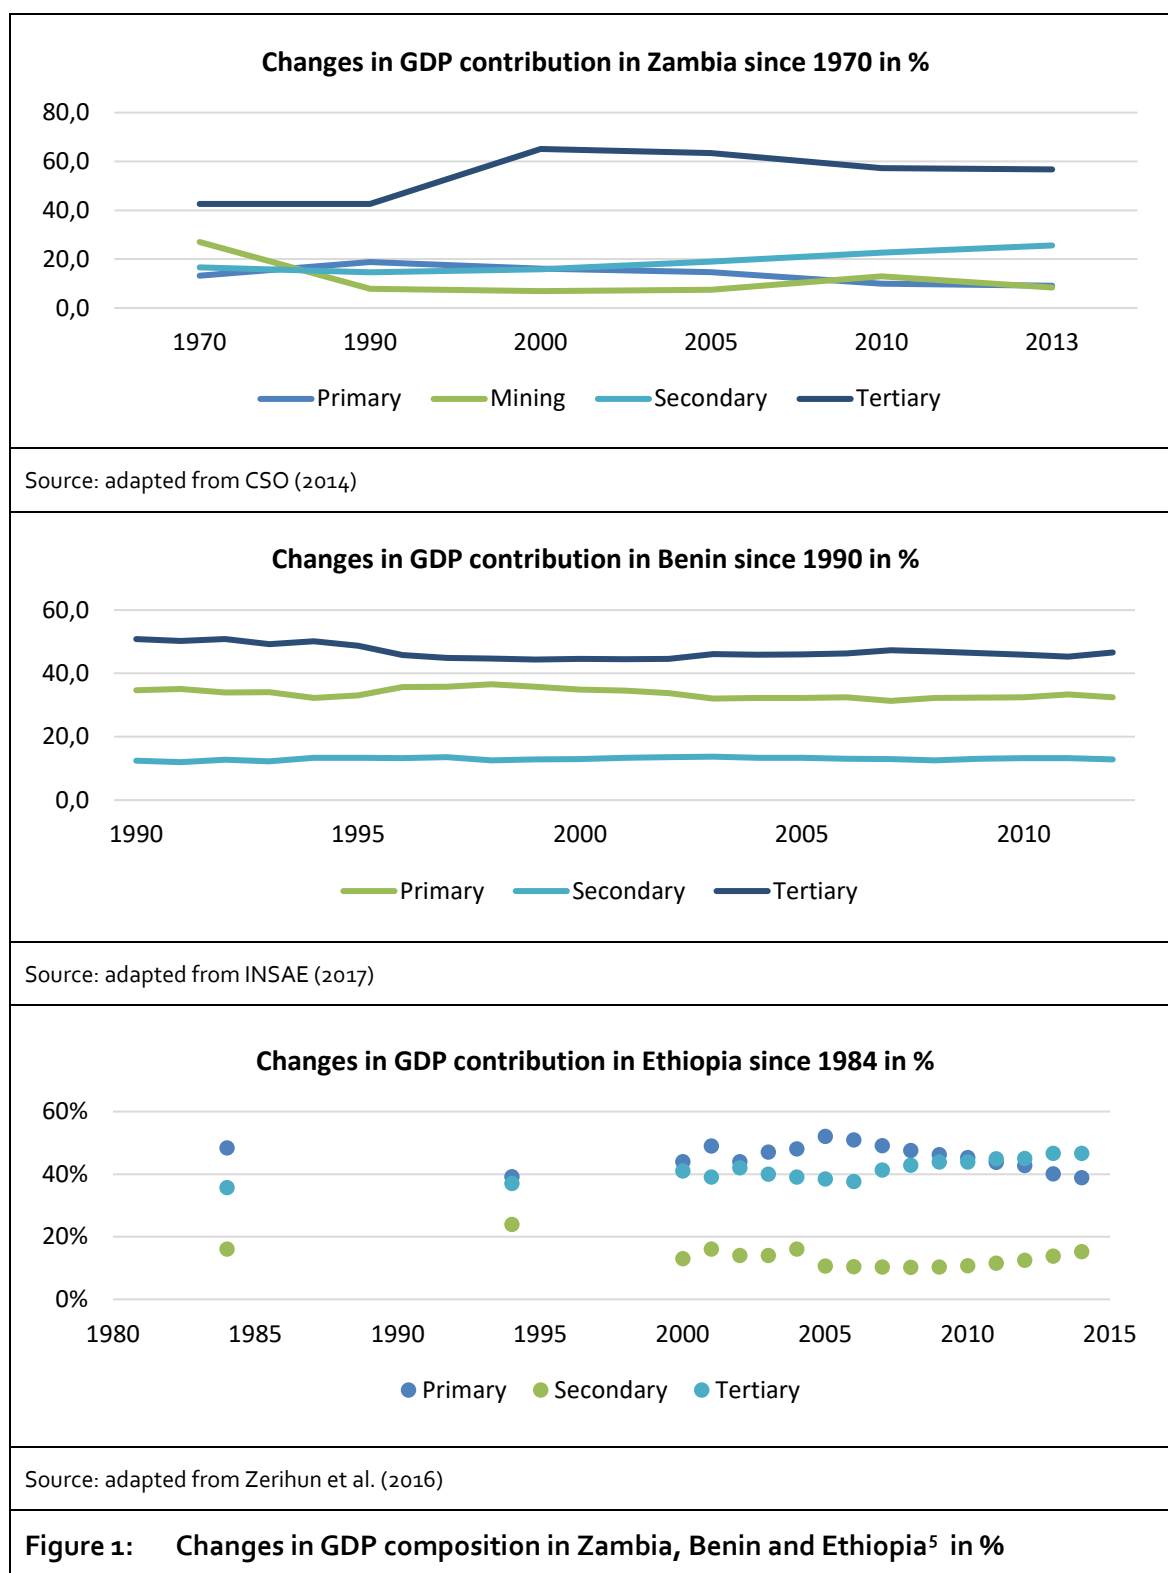 Changes in GDP contribution in Zambia since 1970 in %
80,0
60,0
40,0
20,0
0,0
1970 1990 2000 2005 2010 2013
Primary Mining Secondary Tertiary
Source: adapted from CSO (2014)
Changes in GDP contribution in Benin since 1990 in %
60,0
40,0
20,0
0,0
1990 1995 2000 2005 2010
Primary Secondary Tertiary
Source: adapted from INSAE (2017)
Changes in GDP contribution in Ethiopia since 1984 in %
60%
40%
20%
0%
1980 1985 1990 1995 2000 2005 2010 2015
Primary Secondary Tertiary
Source: adapted from Zerihun et al. (2016)
Figure 1: Changes in GDP composition in Zambia, Benin and Ethiopia⁵ in %